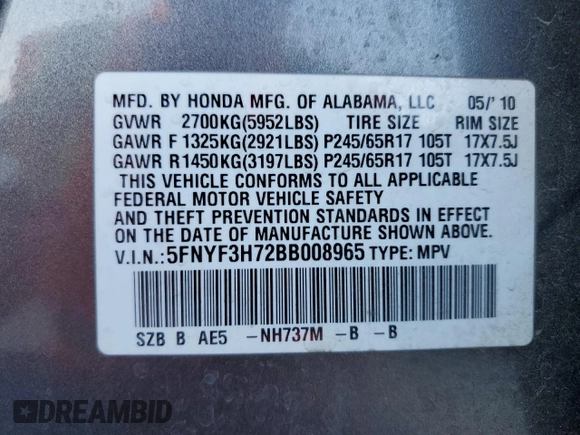 MFD. BY HONDA MFG. OF ALABAMA, LLC 05/' 10
GVWR 2700KG(5952LBS) TIRE SIZE RIM SIZE
GAWR F 1325KG(2921LBS) P245/65R17 105T 17X7.5J
GAWR R1450KG(3197LBS) P245/65R17 105T 17X7.5J
THIS VEHICLE CONFORMS TO ALL APPLICABLE
FEDERAL MOTOR VEHICLE SAFETY
AND THEFT PREVENTION STANDARDS IN EFFECT
ON THE DATE OF MANUFACTURE SHOWN ABOVE.
V.I.N.:5FNYF3H72BB008965 TYPE: MPV
SZB B AE5 -NH737M -B -B
DREAMBID